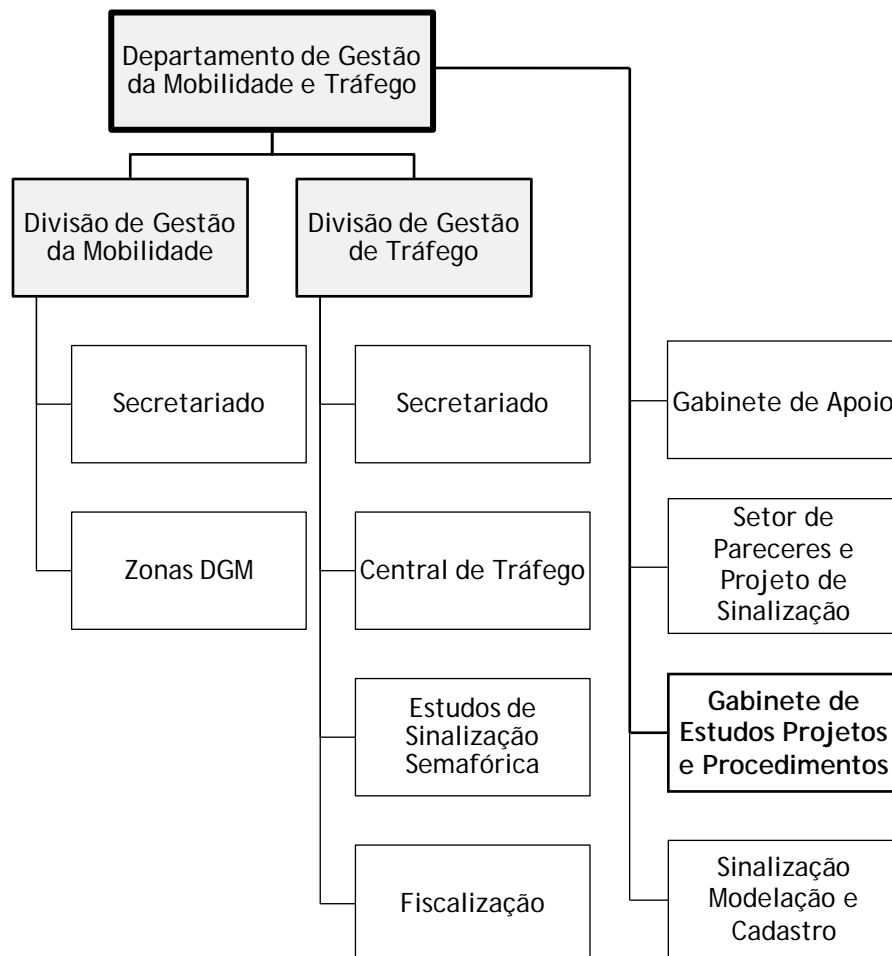 Departamento de Gestão
da Mobilidade e Tráfego
Divisão de Gestão
da Mobilidade
Divisão de Gestão
de Tráfego
Secretariado
Secretariado
Gabinete de Apoio
Zonas DGM
Central de Tráfego
Setor de
Pareceres e
Projeto de
Sinalização
Estudos de
Sinalização
Semafórica
Gabinete de
Estudos Projetos
e Procedimentos
Fiscalização
Sinalização
Modelação e
Cadastro